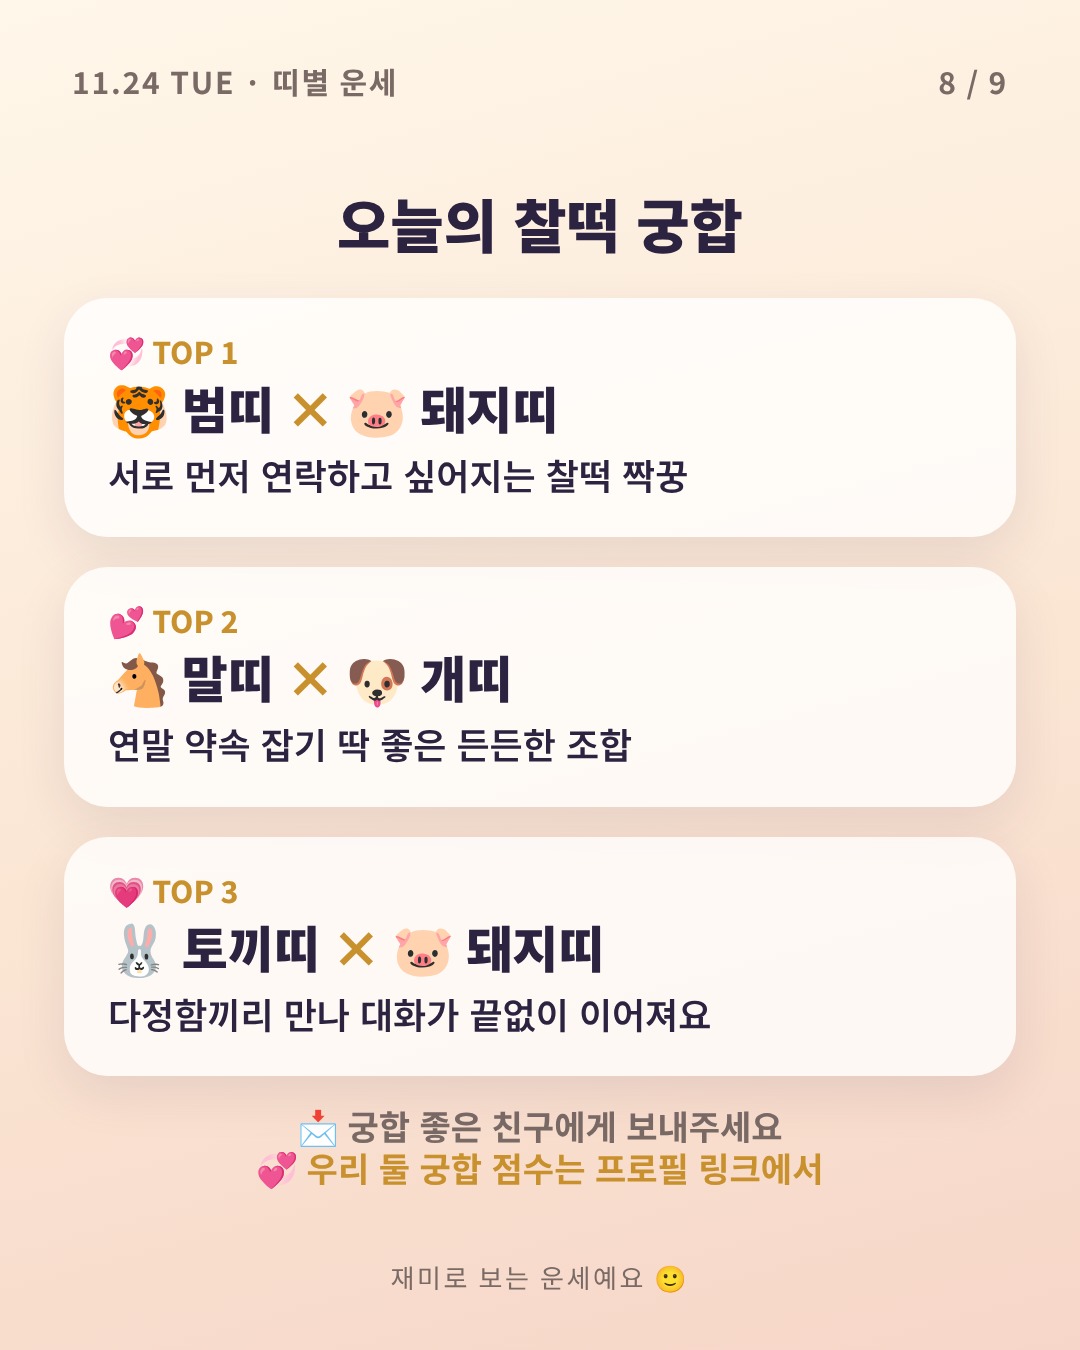 11.24 TUE · 띠별 운세
8 / 9
오늘의 찰떡 궁합
💞 TOP 1
🐯 범띠 × 🐷 돼지띠
서로 먼저 연락하고 싶어지는 찰떡 짝꿍
💕 TOP 2
🐴 말띠 × 🐶 개띠
연말 약속 잡기 딱 좋은 든든한 조합
💗 TOP 3
🐰 토끼띠 × 🐷 돼지띠
다정함끼리 만나 대화가 끝없이 이어져요
📩 궁합 좋은 친구에게 보내주세요
💞 우리 둘 궁합 점수는 프로필 링크에서
재미로 보는 운세예요 🙂